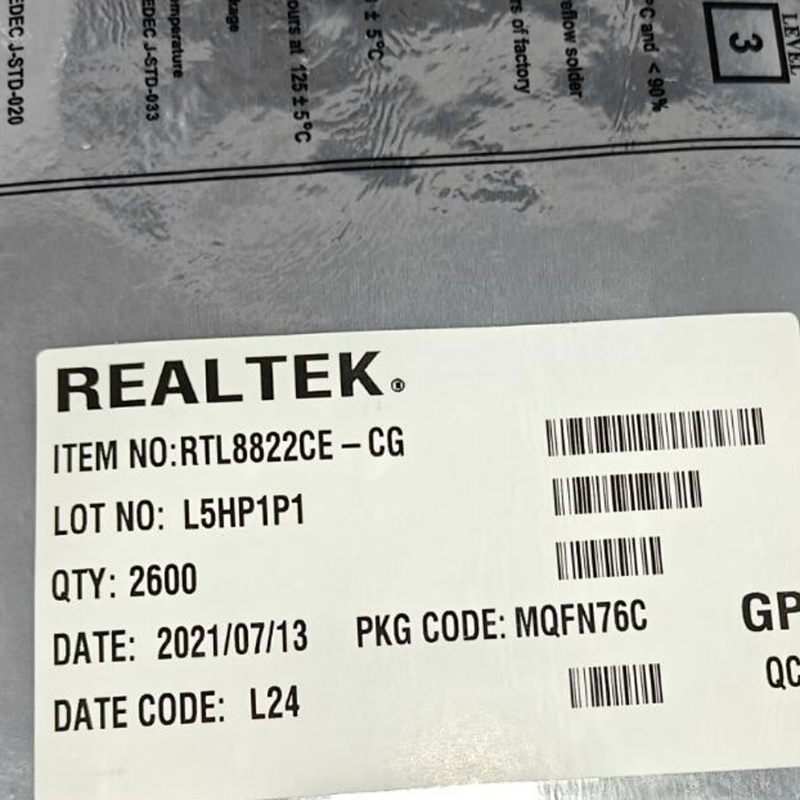 EDEC J-STD-020
mperature
EDEC J-STD-033
kage
ours at 125±5°C
± 5°C
rs of factory
eflow solder
°C and <90%
LEVEL
3
REALTEK®
ITEM NO:RTL8822CE – CG
LOT NO: L5HP1P1
QTY: 2600
DATE: 2021/07/13 PKG CODE: MQFN76C
GP
QC
DATE CODE: L24